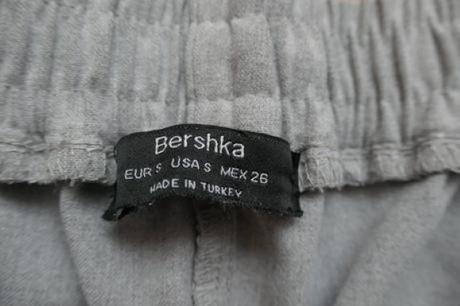 Bershka
EUR S USA S MEX 26
MADE IN TURKEY